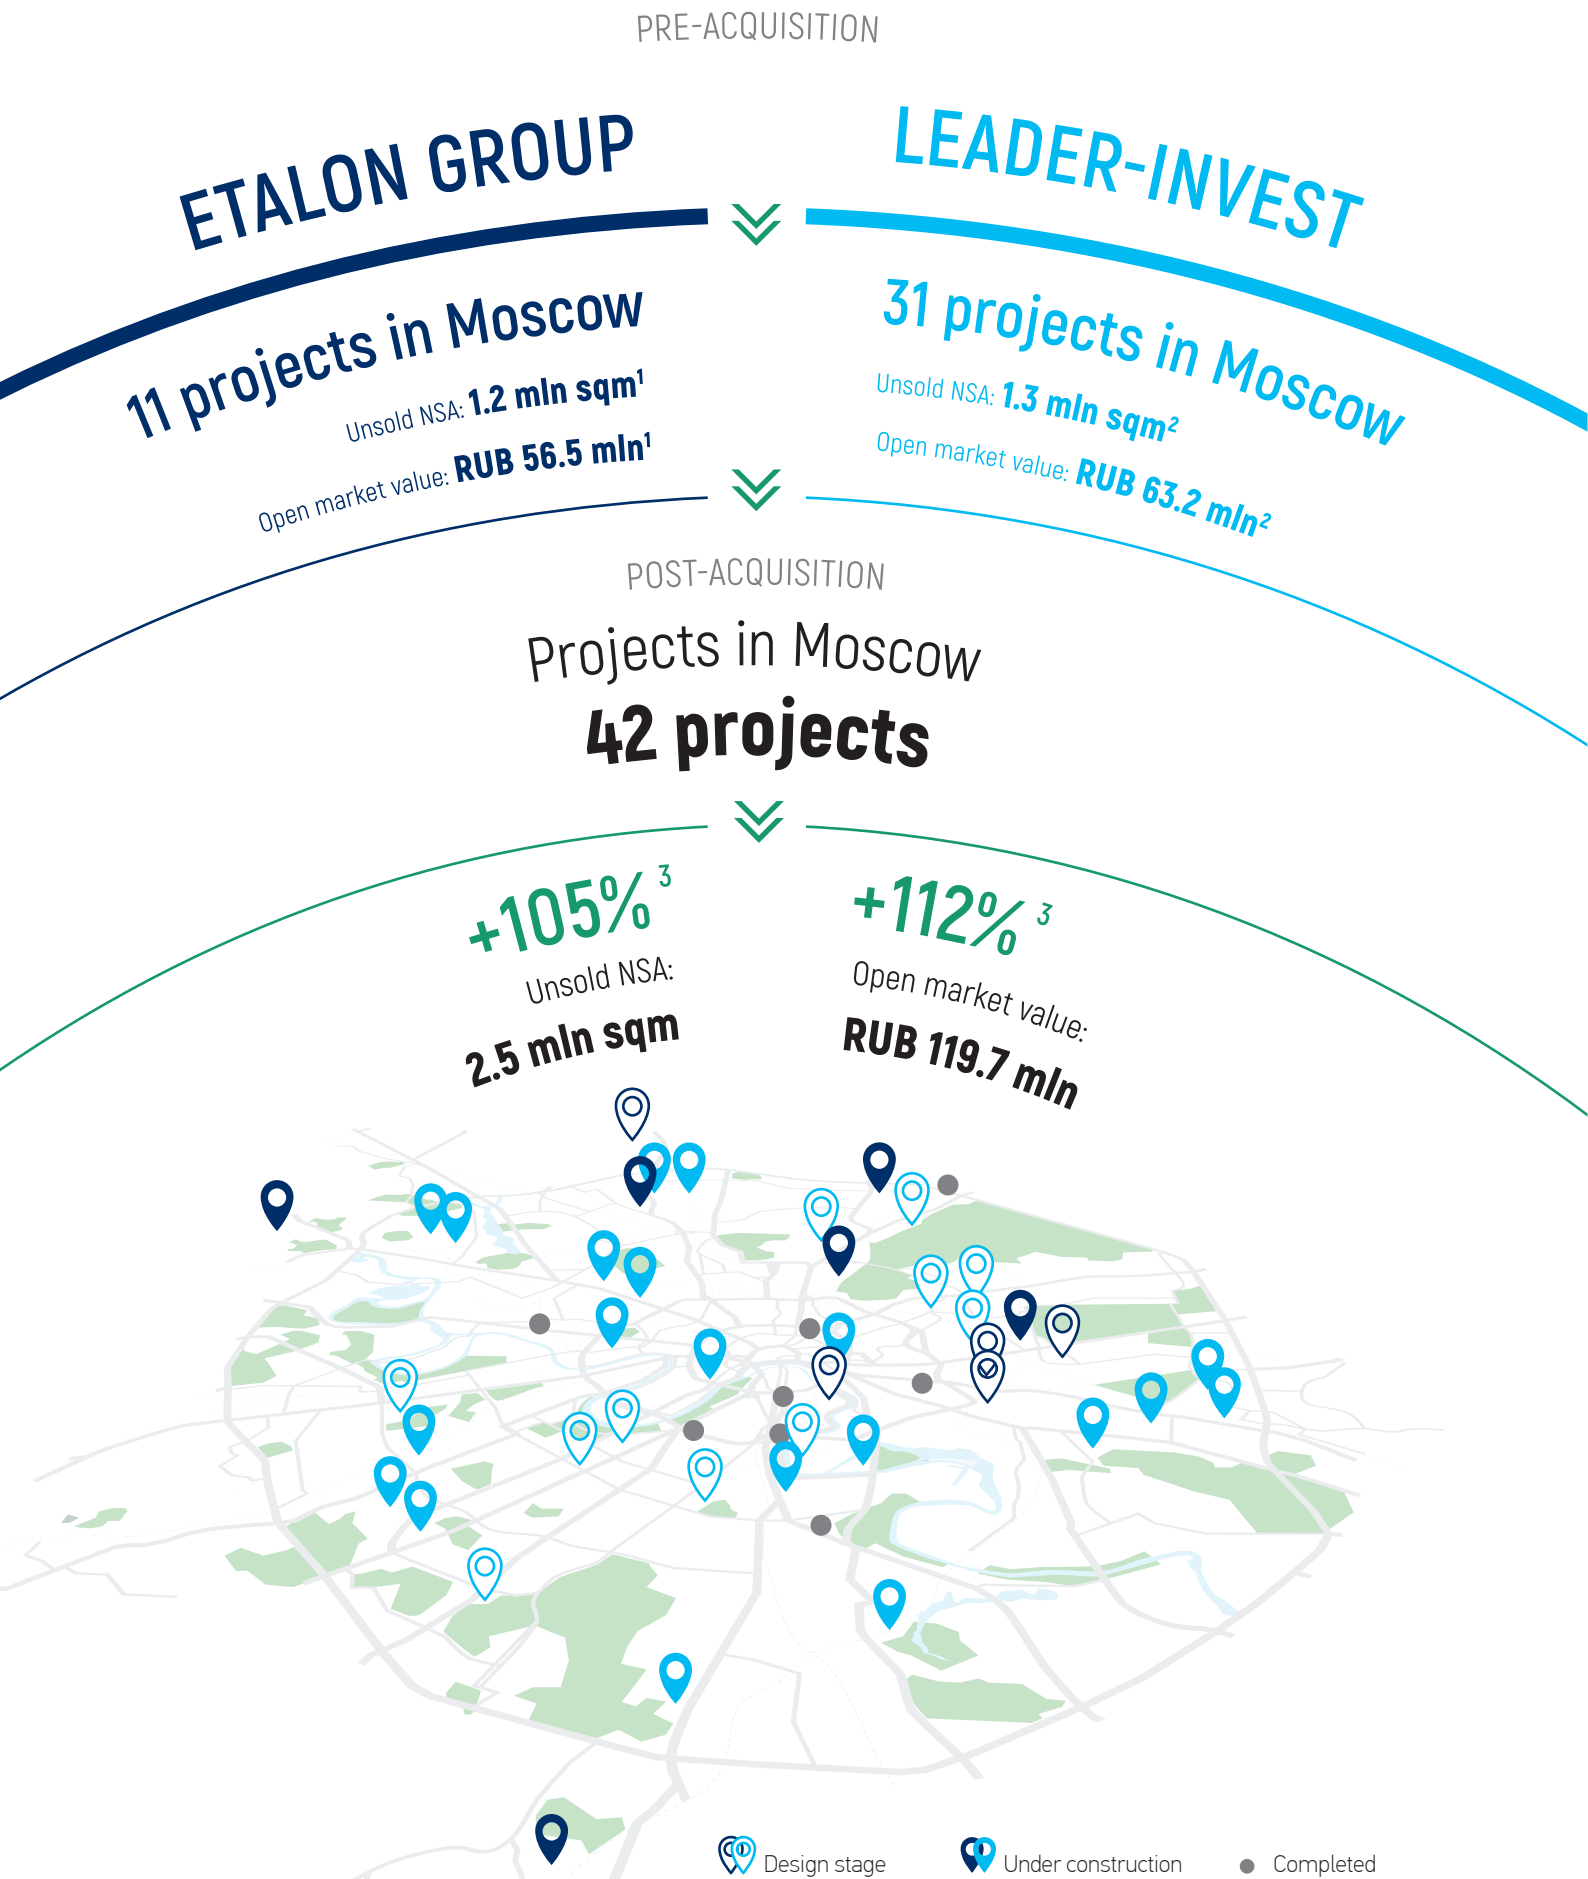 PRE-ACQUISITION
ETALON GROUP
LEADER-INVEST
11 projects in Moscow
Unsold NSA: 1.2 mln sqm¹
Open market value: RUB 56.5 mln¹
31 projects in Moscow
Unsold NSA: 1.3 mln sqm²
Open market value: RUB 63.2 mln²
POST-ACQUISITION
Projects in Moscow
42 projects
+105% ³
Unsold NSA:
2.5 mln sqm
+112% ³
Open market value:
RUB 119.7 mln
Design stage
Under construction
Completed